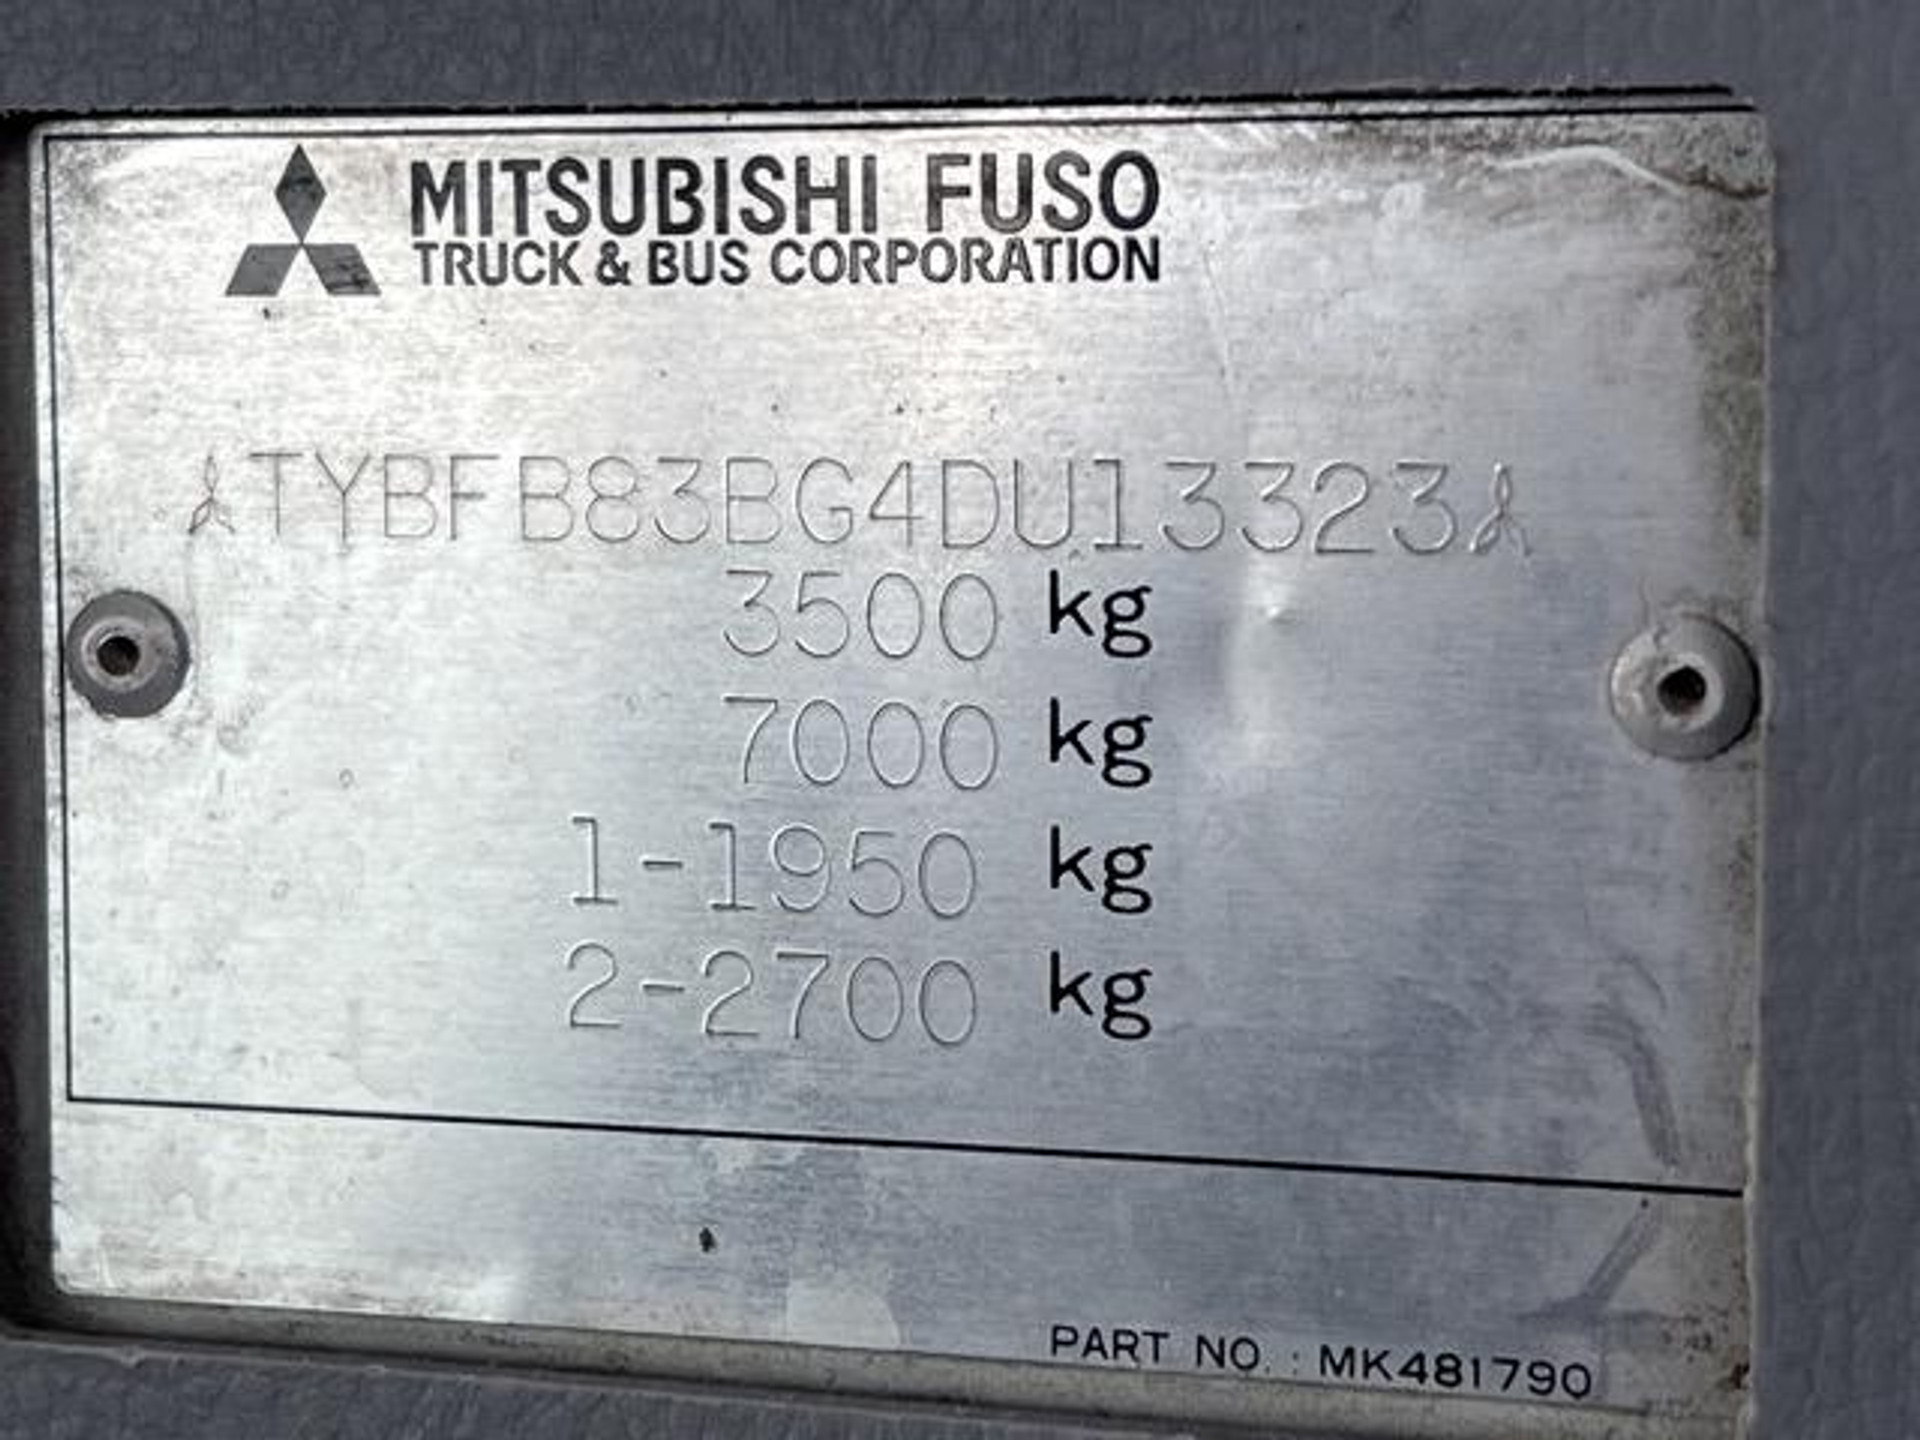 MITSUBISHI FUSO
TRUCK & BUS CORPORATION
TYBFB83BG4DU13323
3500 kg
7000 kg
1-1950 kg
2-2700 kg
PART NO. : MK481790